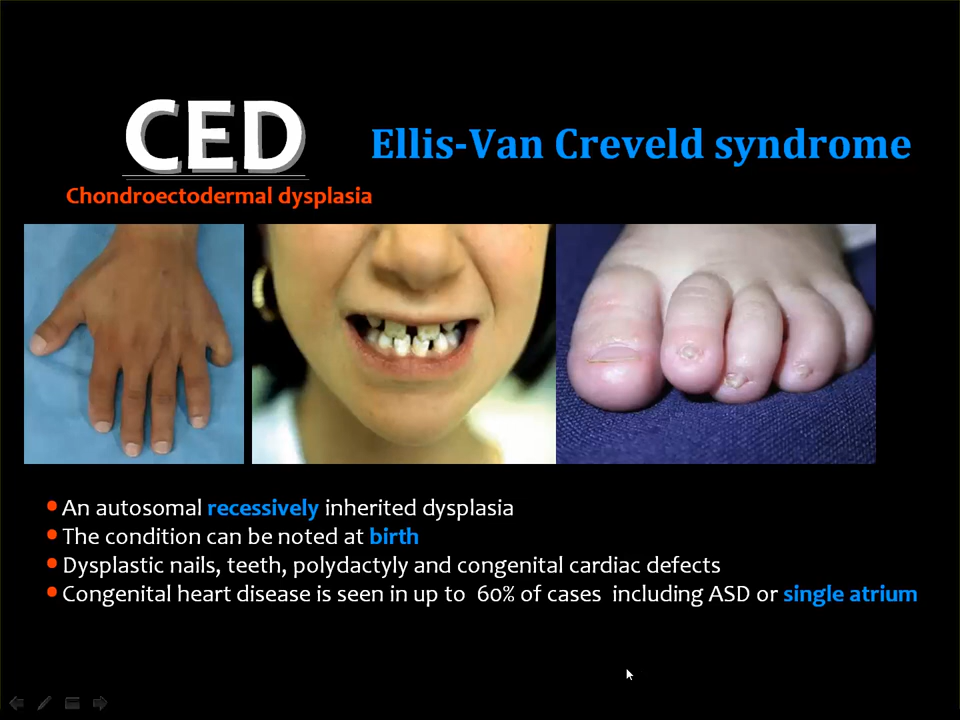 CED
Ellis-Van Creveld syndrome
Chondroectodermal dysplasia
• An autosomal recessively inherited dysplasia
• The condition can be noted at birth
• Dysplastic nails, teeth, polydactyly and congenital cardiac defects
• Congenital heart disease is seen in up to 60% of cases including ASD or single atrium